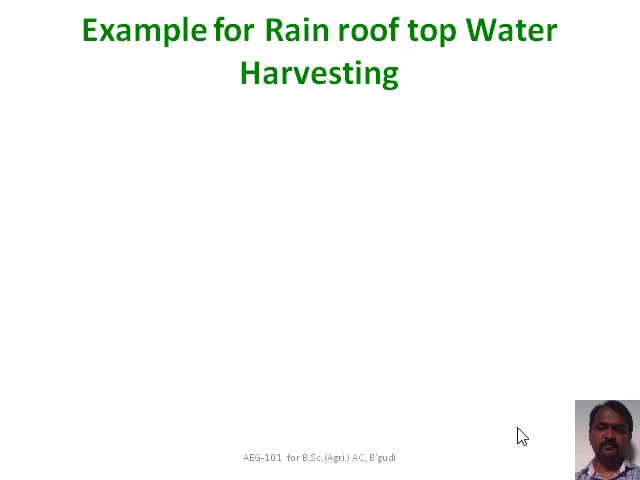 Example for Rain roof top Water
Harvesting
AEG-101 for B.Sc.(Agri.) AC, B'gudi